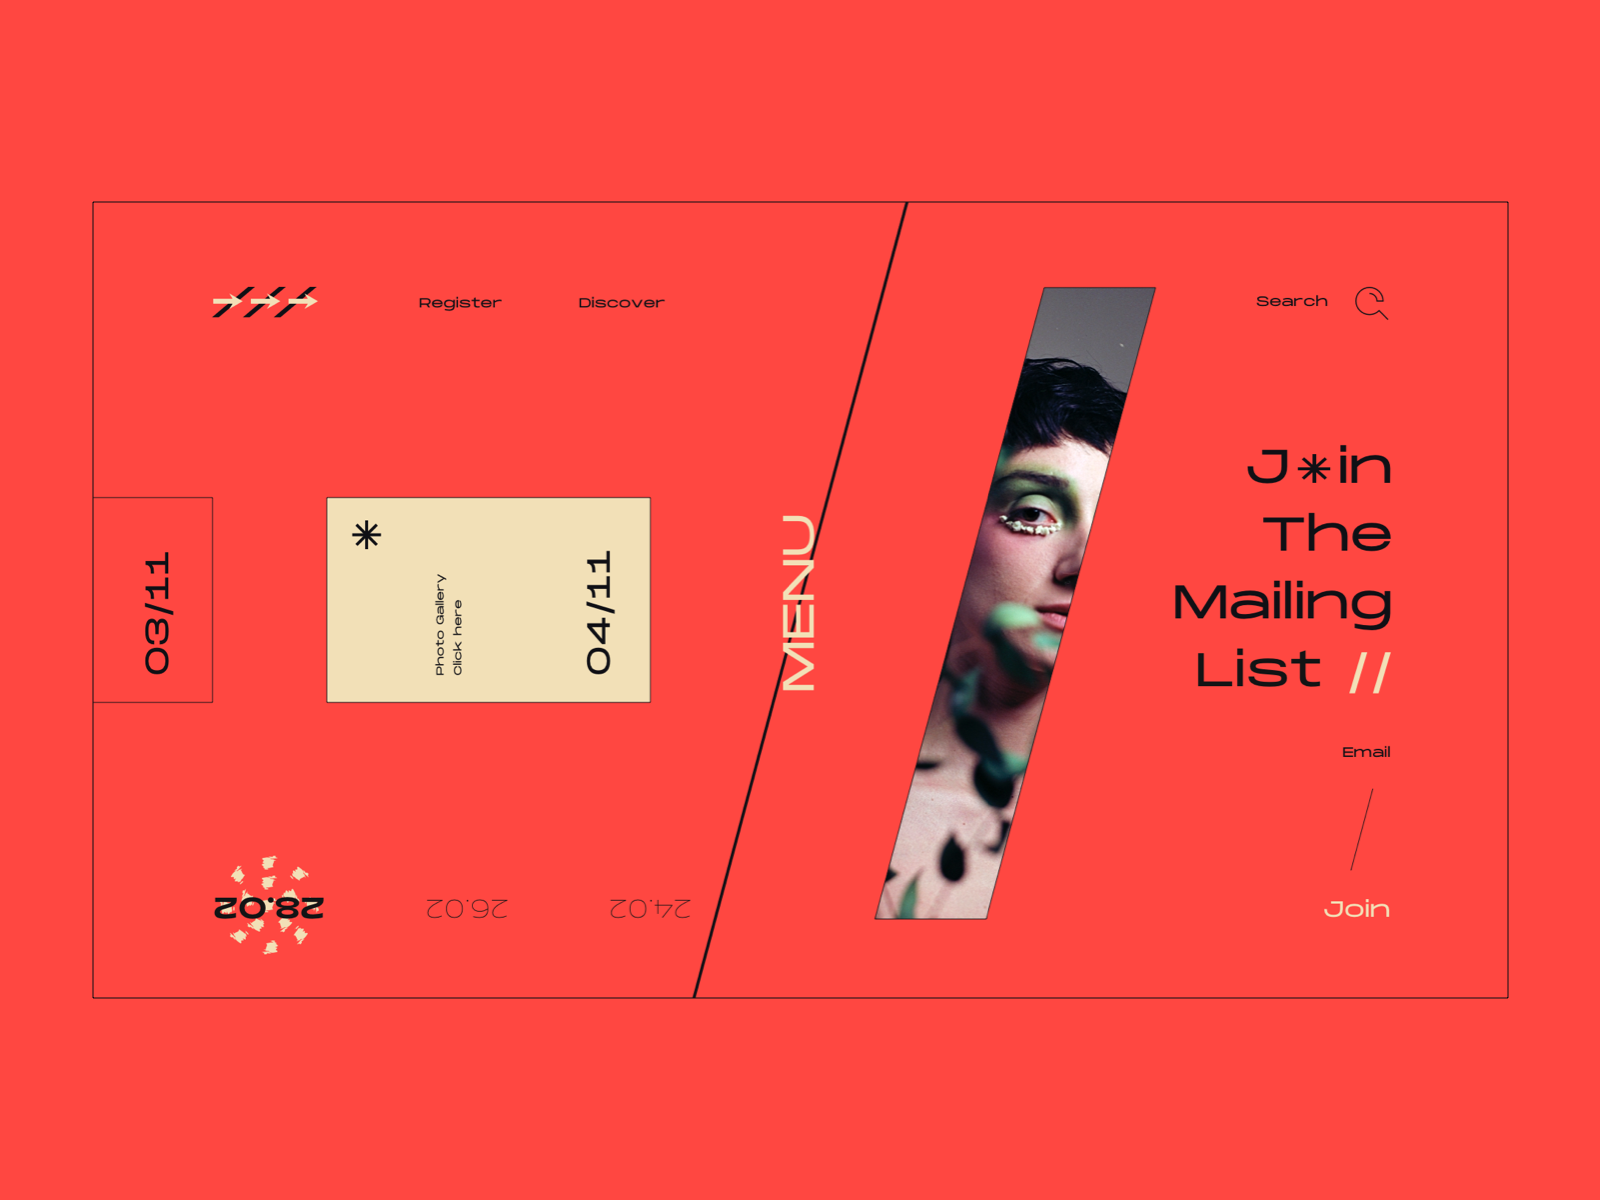 Register
Discover
Search
J*in
The
Mailing
List //
03/11
Photo Gallery
Click here
04/11
MENU
Email
Join
28.02
26.02
24.02